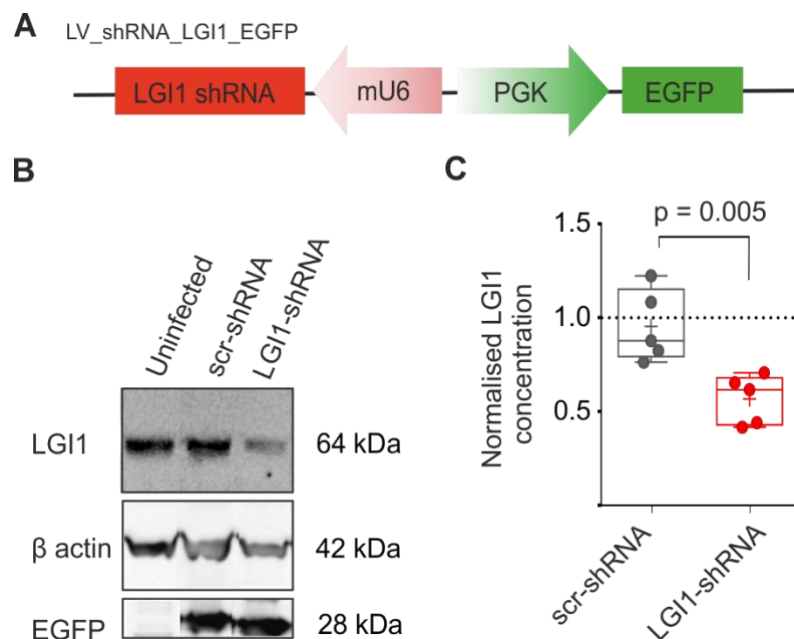 A
LV_shRNA_LGI1_EGFP
LGI1 shRNA mU6 PGK EGFP
B
Uninfected
scr-shRNA
LGI1-shRNA
LGI1 64 kDa
β actin 42 kDa
EGFP 28 kDa
C
p = 0.005
Normalised LGI1
concentration
1.5
1.0
0.5
scr-shRNA
LGI1-shRNA